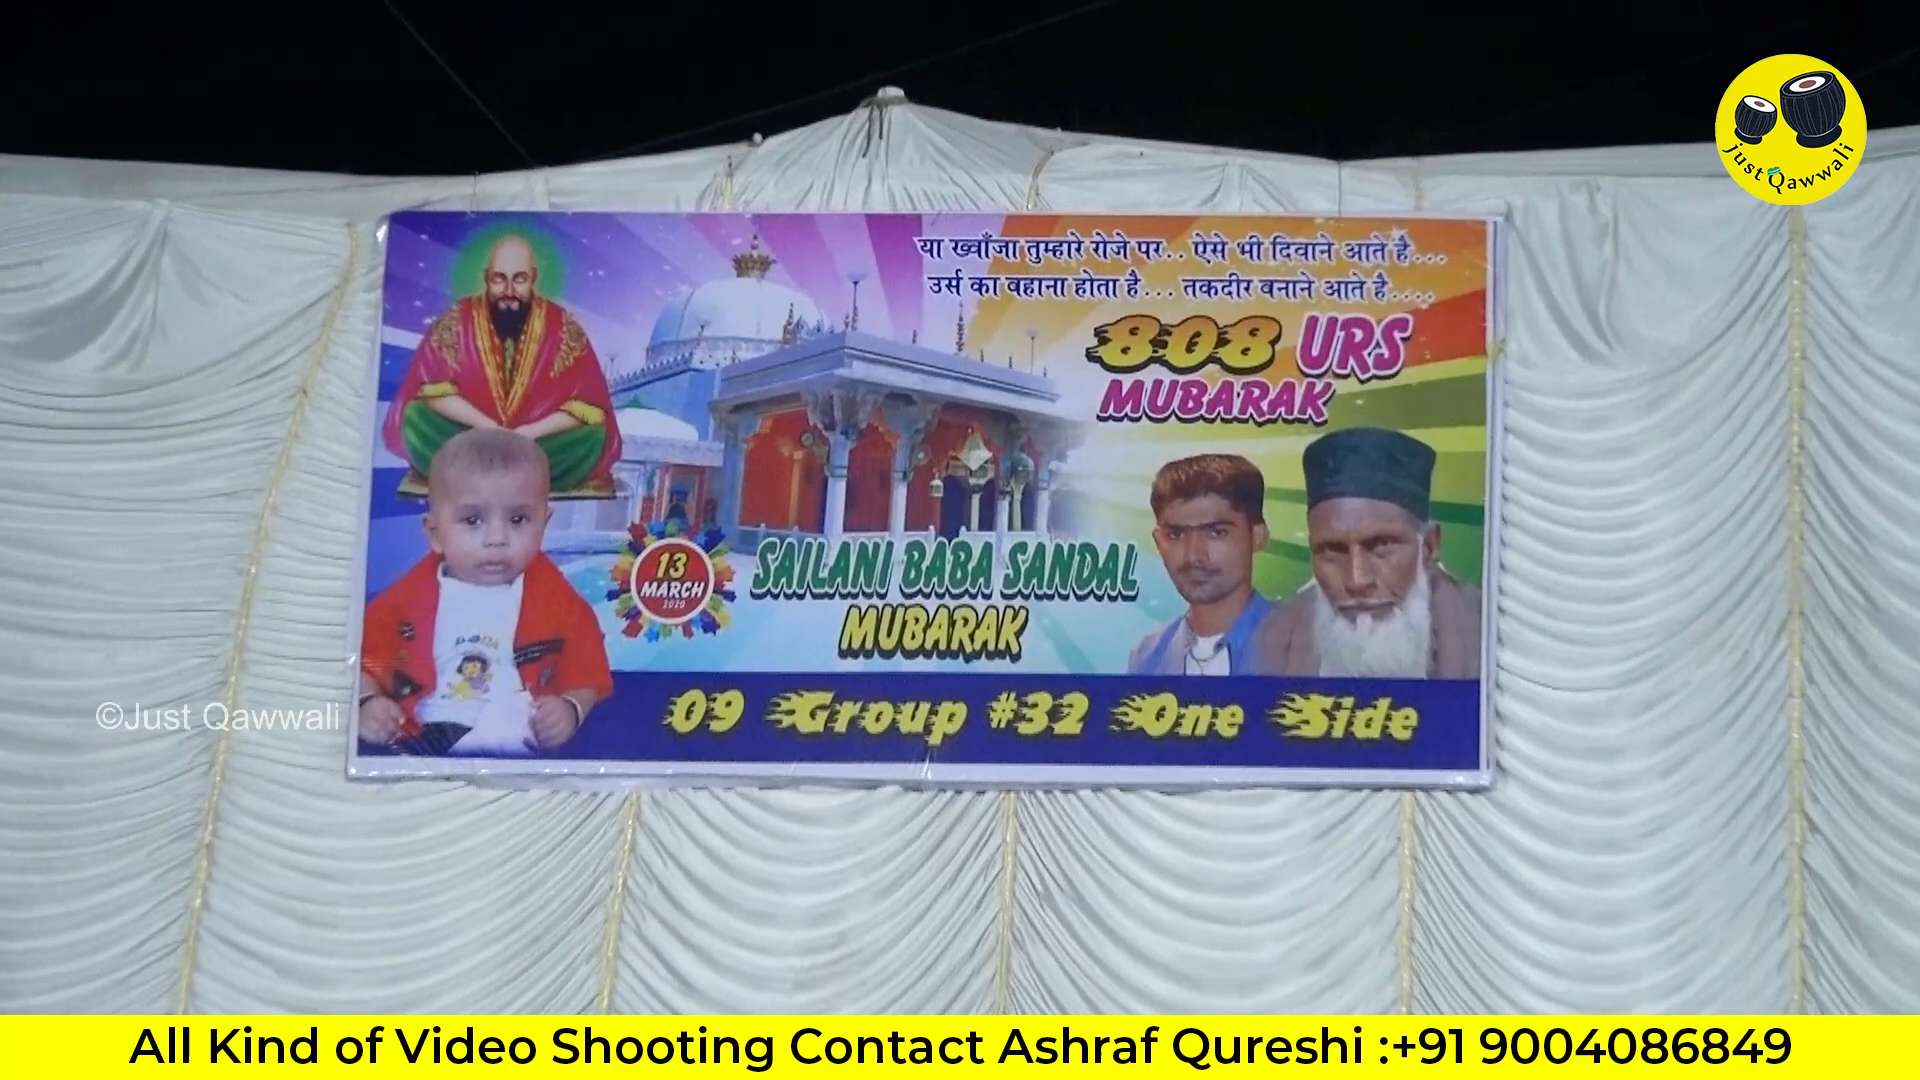 just Qawwali
या ख्वाँजा तुम्हारे रोजे पर.. ऐसे भी दिवाने आते है...
उर्स का बहाना होता है... तकदीर बनाने आते है....
808 URS
MUBARAK
13
MARCH
2020
SAILANI BABA SANDAL
MUBARAK
09 Group #32 One Side
©Just Qawwali
All Kind of Video Shooting Contact Ashraf Qureshi :+91 9004086849